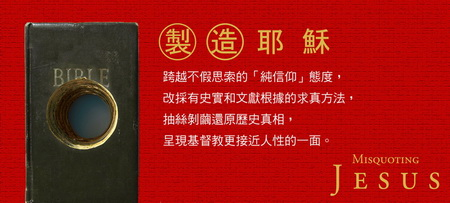 BIBLE
製造耶穌
跨越不假思索的「純信仰」態度，
改採有史實和文獻根據的求真方法，
抽絲剝繭還原歷史真相，
呈現基督教更接近人性的一面。
MISQUOTING
JESUS